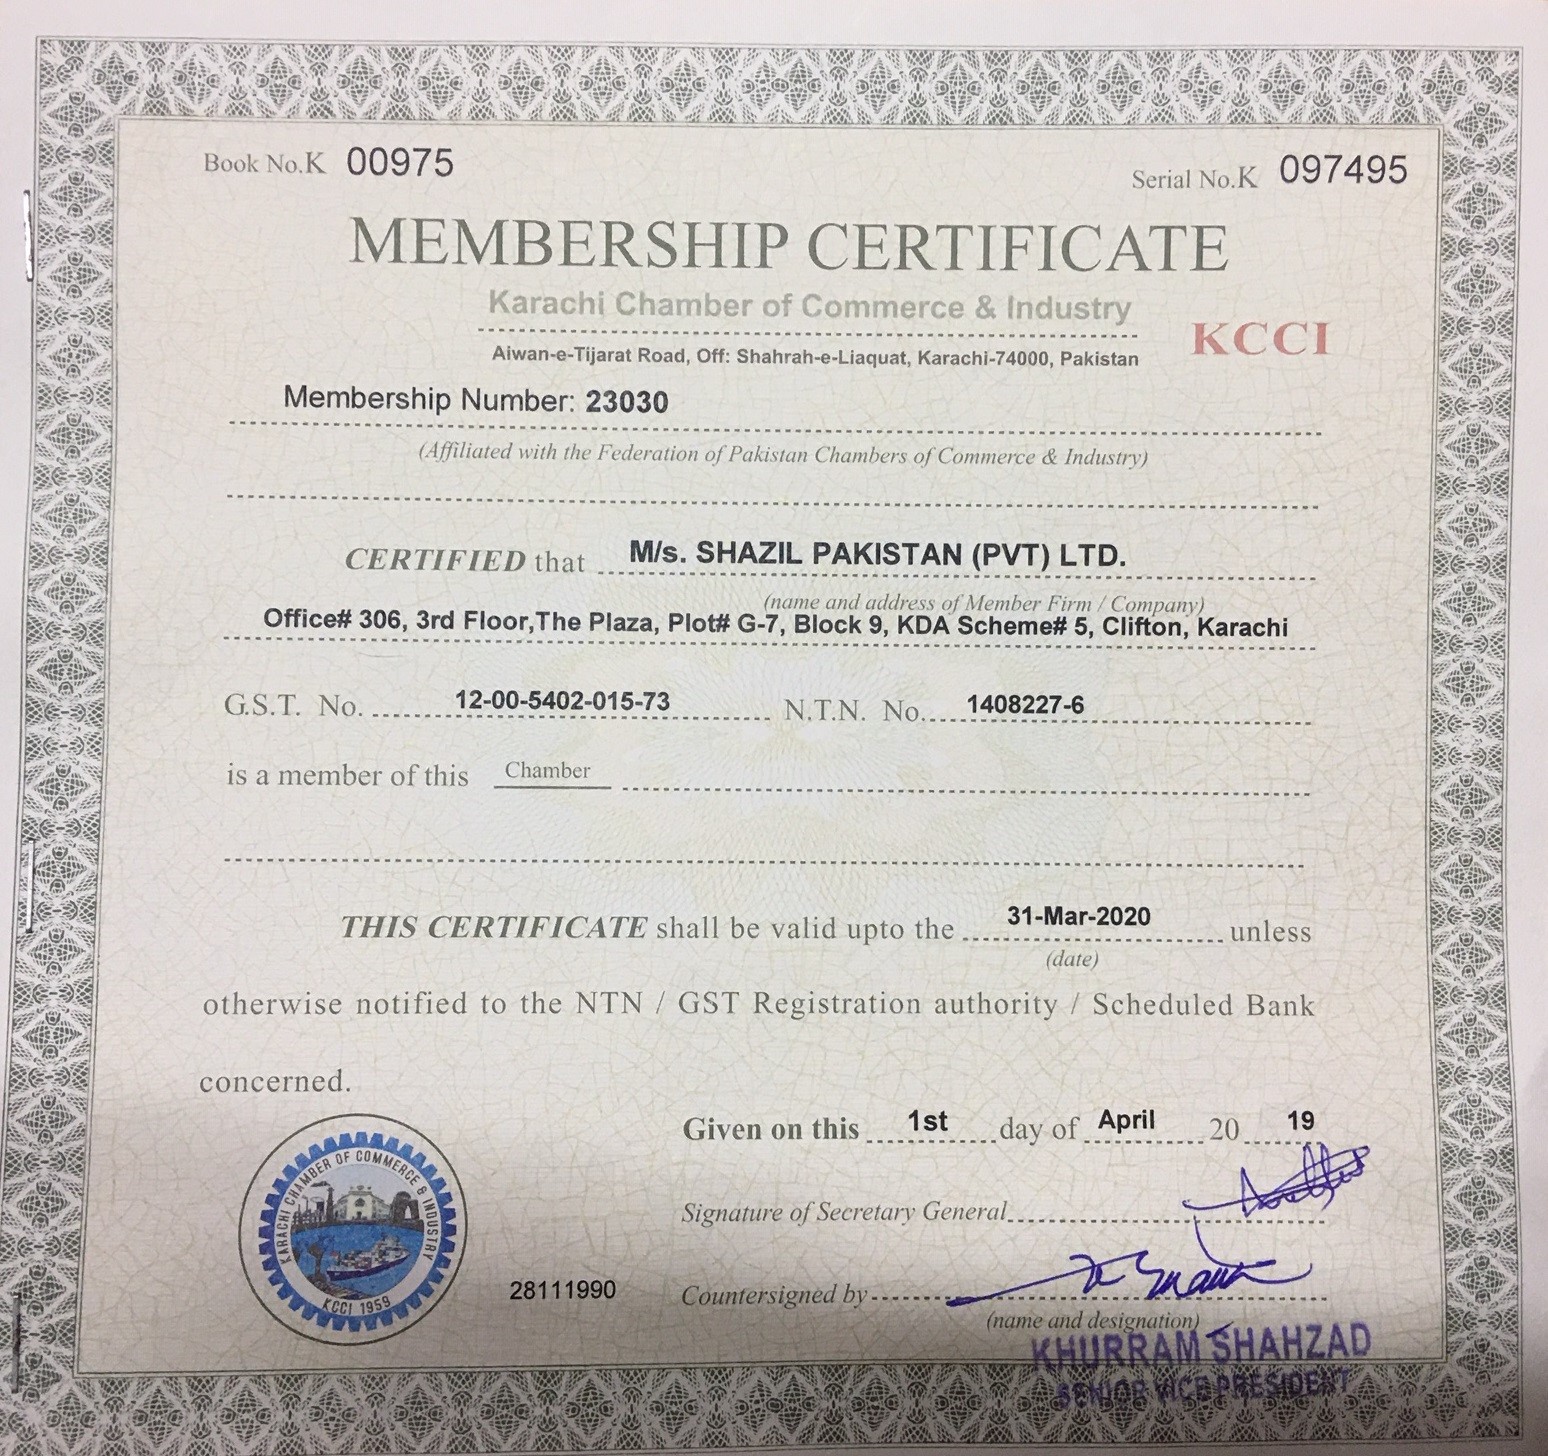 Book No.K 00975
Serial No.K 097495
MEMBERSHIP CERTIFICATE
Karachi Chamber of Commerce & Industry
KCCI
Aiwan-e-Tijarat Road, Off: Shahrah-e-Liaquat, Karachi-74000, Pakistan
Membership Number: 23030
(Affiliated with the Federation of Pakistan Chambers of Commerce & Industry)
CERTIFIED that M/s. SHAZIL PAKISTAN (PVT) LTD.
(name and address of Member Firm / Company)
Office# 306, 3rd Floor,The Plaza, Plot# G-7, Block 9, KDA Scheme# 5, Clifton, Karachi
G.S.T. No. 12-00-5402-015-73 N.T.N. No. 1408227-6
is a member of this Chamber
THIS CERTIFICATE shall be valid upto the 31-Mar-2020 unless
(date)
otherwise notified to the NTN / GST Registration authority / Scheduled Bank
concerned.
Given on this 1st day of April 20 19
Signature of Secretary General
KARACHI CHAMBER OF COMMERCE & INDUSTRY
KCCI 1959
28111990
Countersigned by
(name and designation)
KHURRAM SHAHZAD
SENIOR VICE PRESIDENT